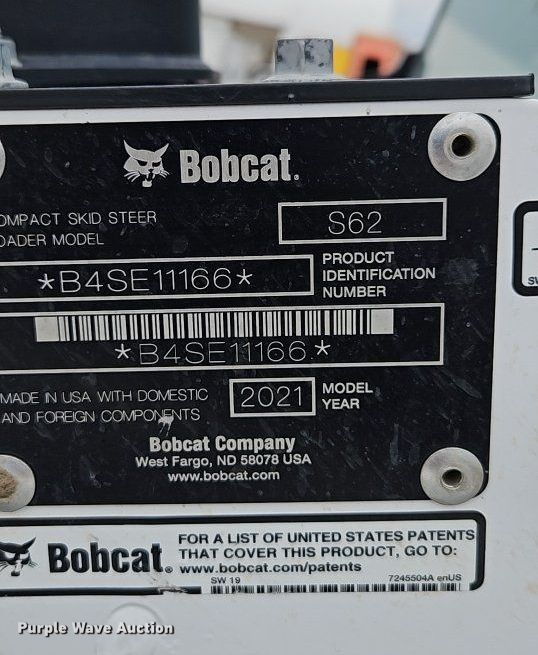 Bobcat.
OMPACT SKID STEER
OADER MODEL
S62
*B4SE11166*
PRODUCT
IDENTIFICATION
NUMBER
*B4SE11166*
MADE IN USA WITH DOMESTIC
AND FOREIGN COMPONENTS
2021
MODEL
YEAR
Bobcat Company
West Fargo, ND 58078 USA
www.bobcat.com
Bobcat.
FOR A LIST OF UNITED STATES PATENTS
THAT COVER THIS PRODUCT, GO TO:
www.bobcat.com/patents
SW 19
7245504A enUS
SW
Purple Wave Auction